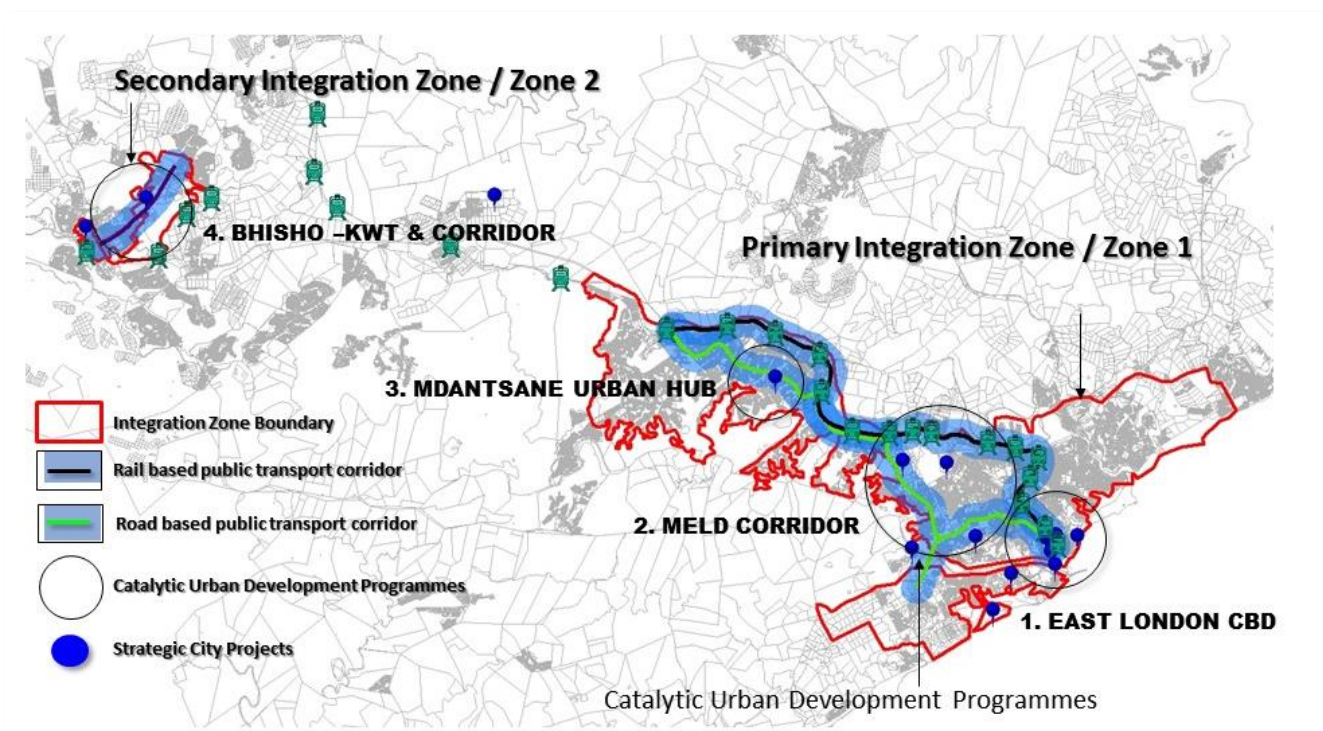 Secondary Integration Zone / Zone 2
4. BHISHO –KWT & CORRIDOR
Primary Integration Zone / Zone 1
3. MDANTSANE URBAN HUB
Integration Zone Boundary
Rail based public transport corridor
Road based public transport corridor
2. MELD CORRIDOR
Catalytic Urban Development Programmes
1. EAST LONDON CBD
Strategic City Projects
Catalytic Urban Development Programmes